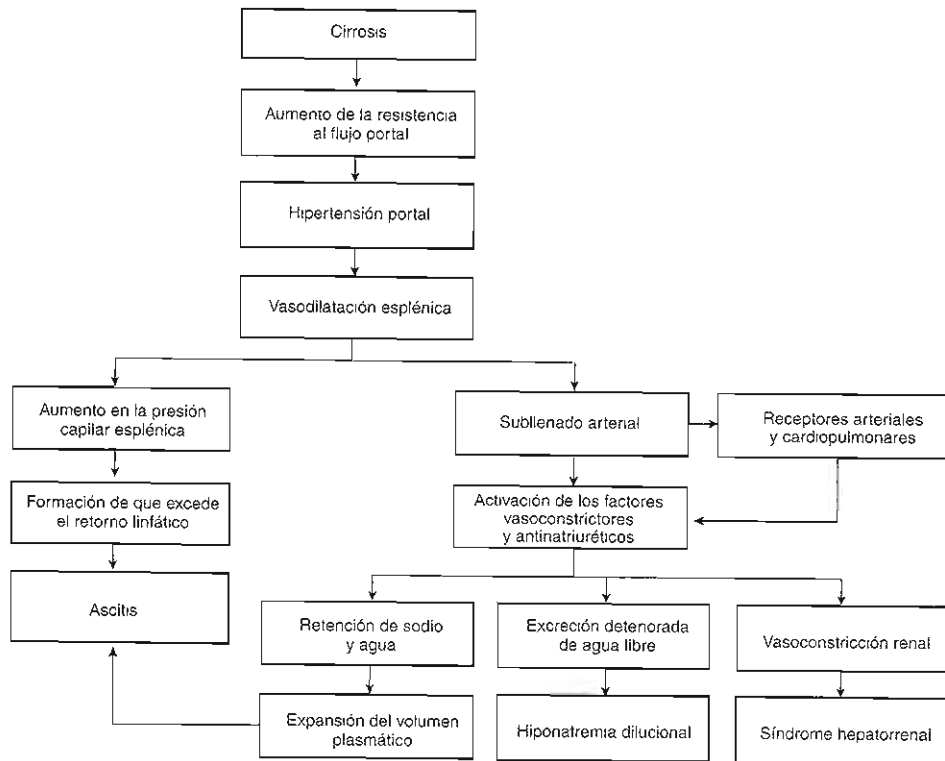 Cirrosis
Aumento de la resistencia
al flujo portal
Hipertensión portal
Vasodilatación esplénica
Aumento en la presión
capilar esplénica
Subllenado arterial
Receptores arteriales
y cardiopulmonares
Formación de que excede
el retorno linfático
Activación de los factores
vasoconstrictores
y antinatriuréticos
Ascitis
Retención de sodio
y agua
Excreción deteriorada
de agua libre
Vasoconstricción renal
Expansión del volumen
plasmático
Hiponatremia dilucional
Síndrome hepatorrenal